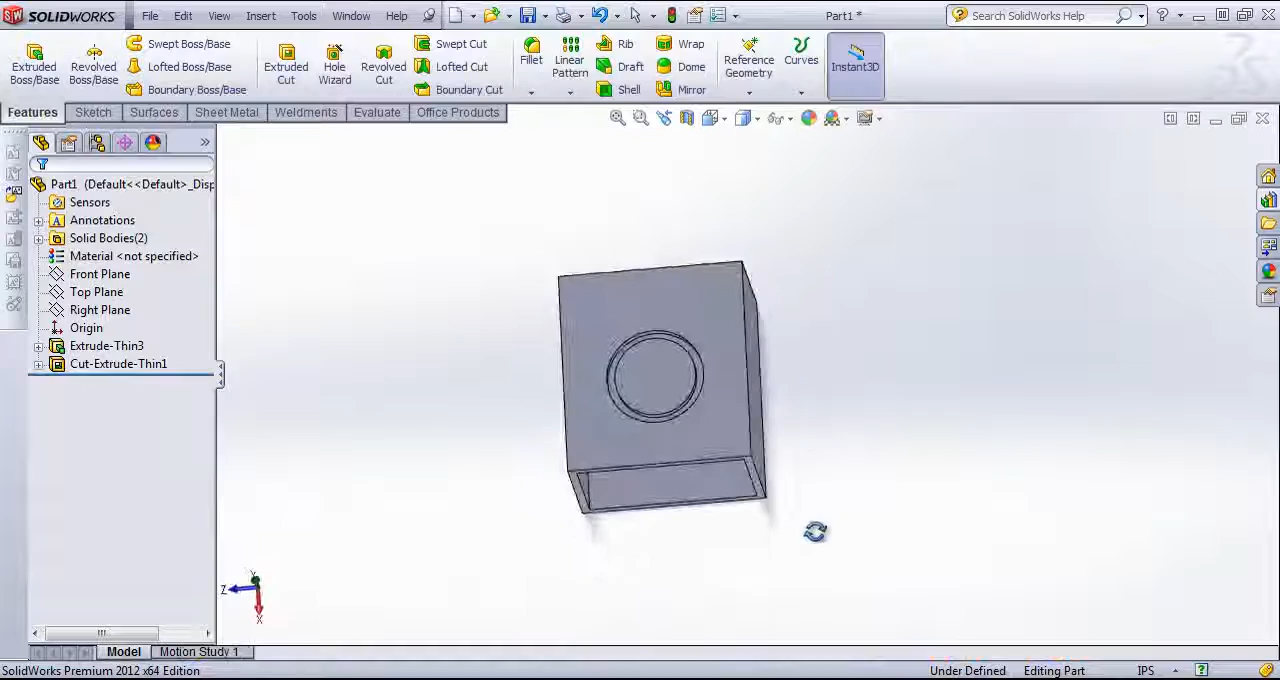 SOLIDWORKS File Edit View Insert Tools Window Help Part1 * Search SolidWorks Help
Extruded Boss/Base Revolved Boss/Base Swept Boss/Base Lofted Boss/Base Boundary Boss/Base Extruded Cut Hole Wizard Revolved Cut Swept Cut Lofted Cut Boundary Cut Fillet Linear Pattern Rib Draft Shell Wrap Dome Mirror Reference Geometry Curves Instant3D
Features Sketch Surfaces Sheet Metal Weldments Evaluate Office Products
Part1 (Default<<Default>_Disp
Sensors
Annotations
Solid Bodies(2)
Material <not specified>
Front Plane
Top Plane
Right Plane
Origin
Extrude-Thin3
Cut-Extrude-Thin1
Y
Z
X
Model Motion Study 1
SolidWorks Premium 2012 x64 Edition Under Defined Editing Part IPS